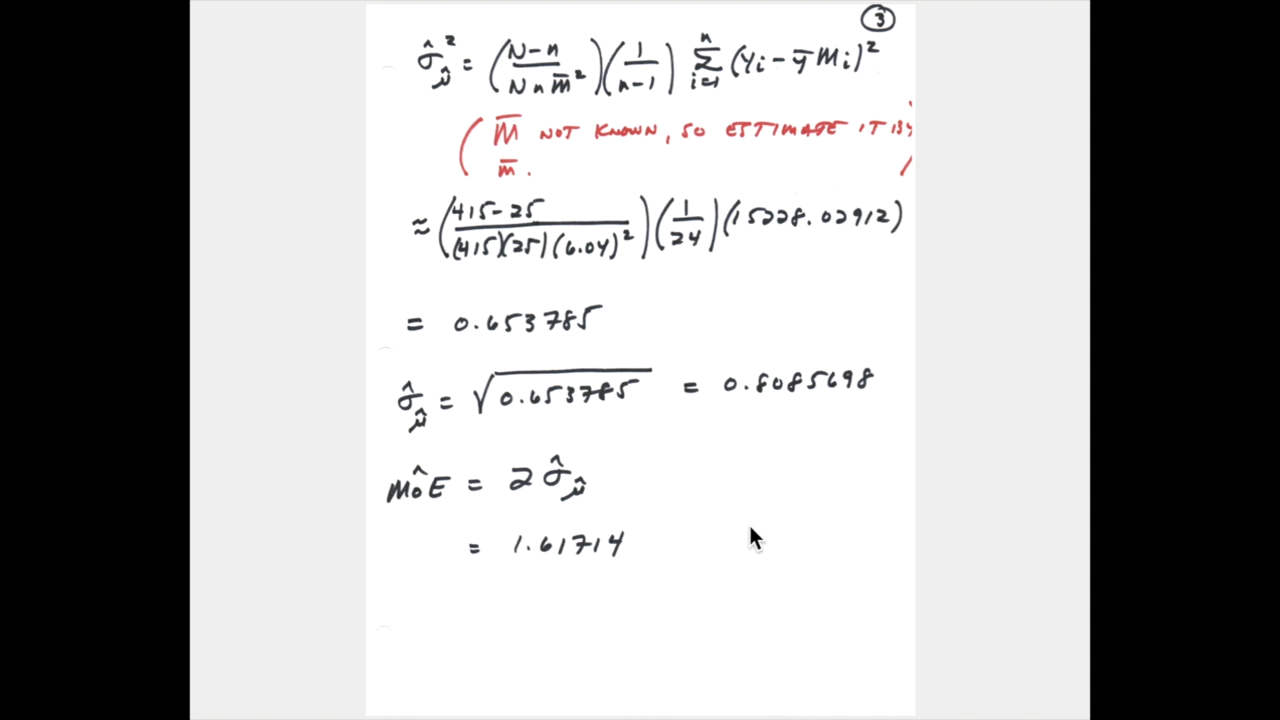 ③
σ̂²_μ̂ = ((N-n)/(N n m̄²)) (1/(n-1)) Σ_{i=1}^{n} (yi - ȳ mi)²
( M̄ NOT KNOWN, SO ESTIMATE IT BY
m̄. )
≈ ((415-25)/((415)(25)(6.04)²)) (1/24) (15228.02912)
= 0.653785
σ̂_μ̂ = √0.653785 = 0.8085698
MôE = 2 σ̂_μ̂
= 1.61714